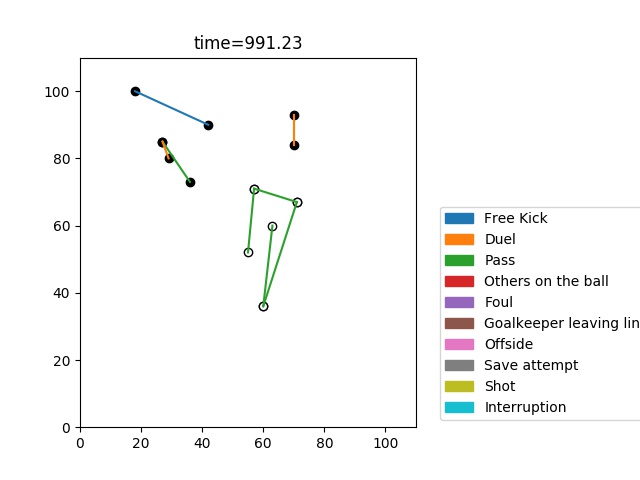 time=991.23
100
80
60
40
20
0
0 20 40 60 80 100
Free Kick
Duel
Pass
Others on the ball
Foul
Goalkeeper leaving lin
Offside
Save attempt
Shot
Interruption